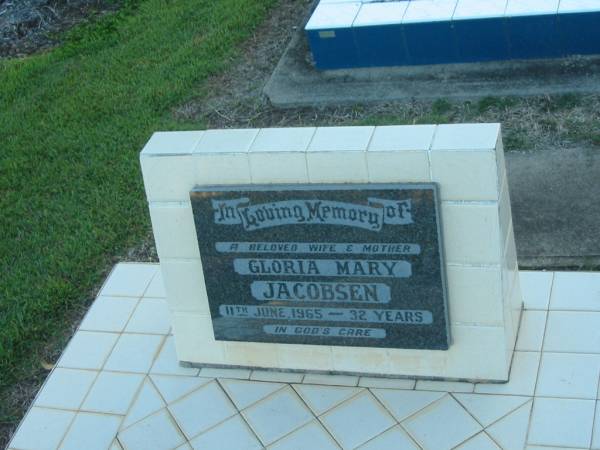 In Loving Memory of
A BELOVED WIFE & MOTHER
GLORIA MARY
JACOBSEN
11TH JUNE, 1965 — 32 YEARS
IN GOD'S CARE